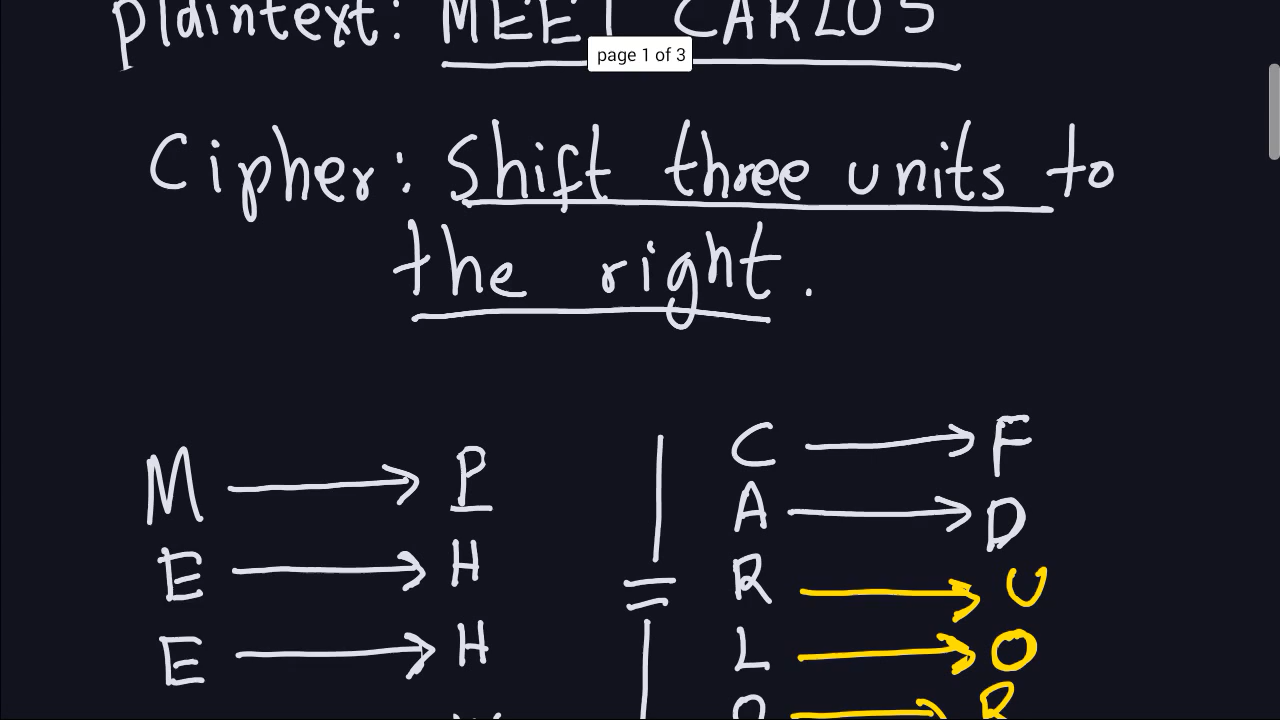 plaintext: MEET CARLOS
page 1 of 3
Cipher: Shift three units to
the right.
M → P
E → H
E → H
C → F
A → D
R → U
L → O
O → R